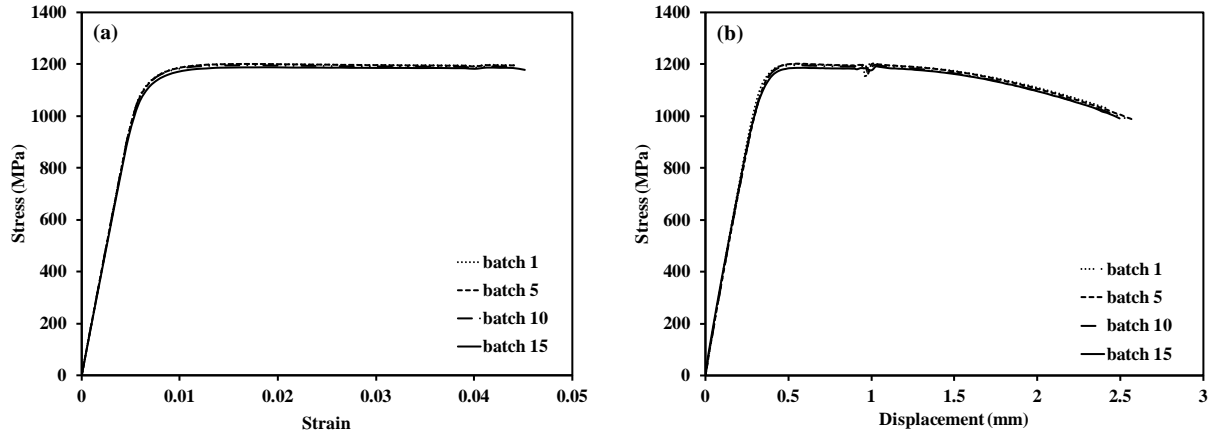 (a)
1400
1200
1000
800
600
400
200
0
Stress (MPa)
0 0.01 0.02 0.03 0.04 0.05
Strain
batch 1
batch 5
batch 10
batch 15
(b)
1400
1200
1000
800
600
400
200
0
Stress (MPa)
0 0.5 1 1.5 2 2.5 3
Displacement (mm)
batch 1
batch 5
batch 10
batch 15